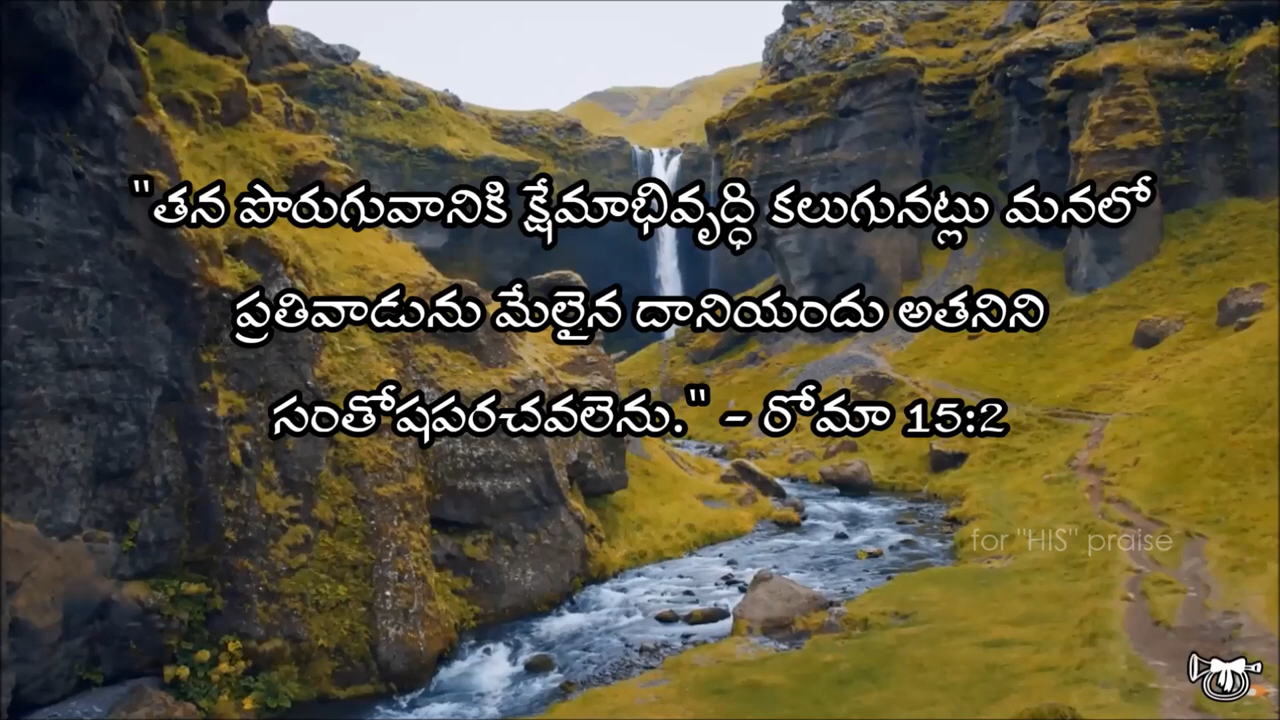 "తన పొరుగువానికి క్షేమాభివృద్ధి కలుగునట్లు మనలో
ప్రతివాడును మేలైన దానియందు అతనిని
సంతోషపరచవలెను." - రోమా 15:2
for "HIS" praise